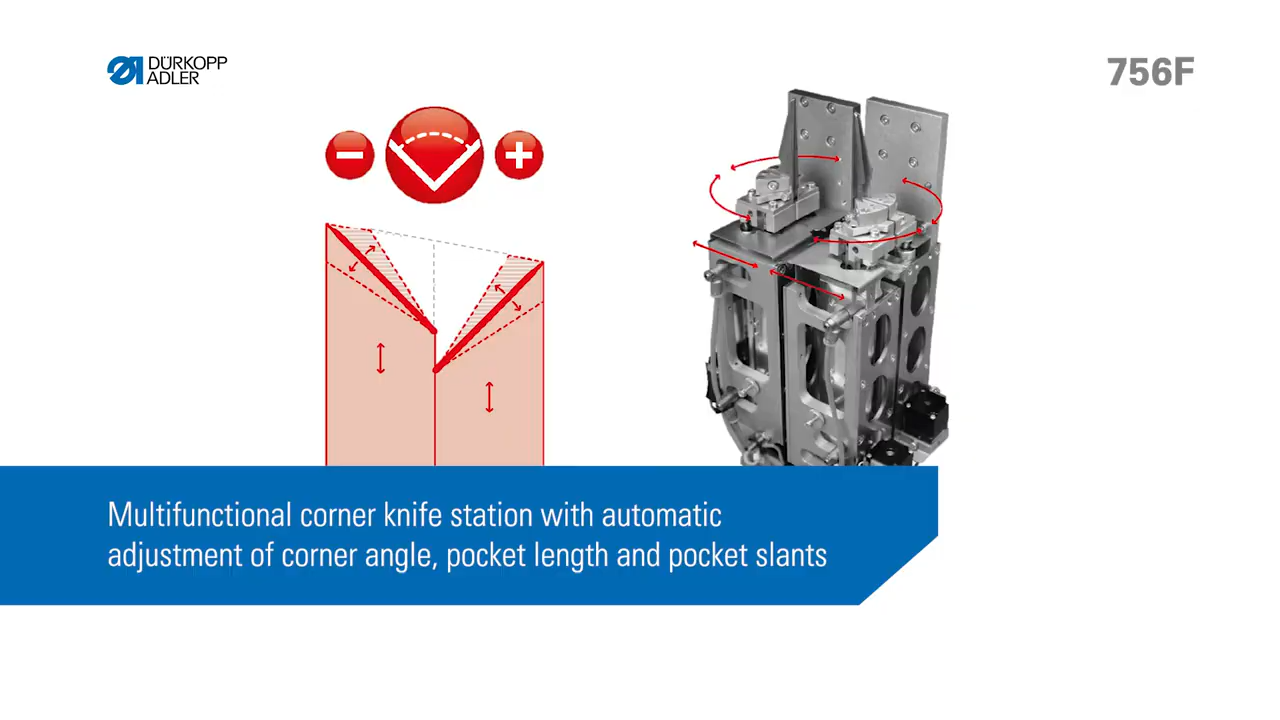 DÜRKOPP
ADLER
756F
Multifunctional corner knife station with automatic
adjustment of corner angle, pocket length and pocket slants